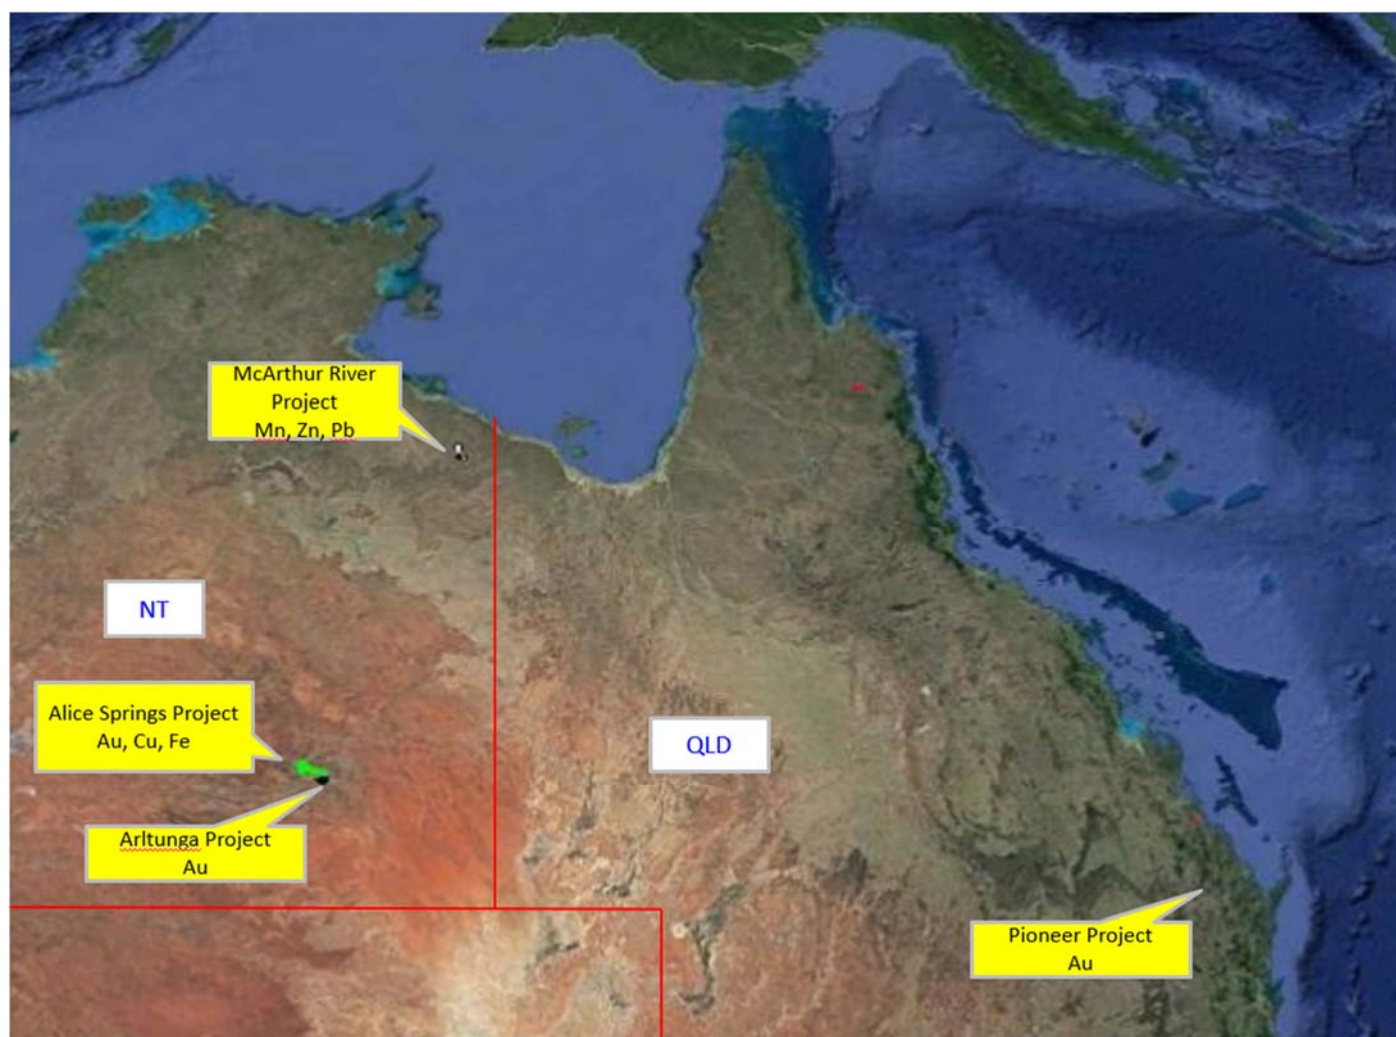 McArthur River
Project
Mn, Zn, Pb
NT
Alice Springs Project
Au, Cu, Fe
QLD
Arltunga Project
Au
Pioneer Project
Au